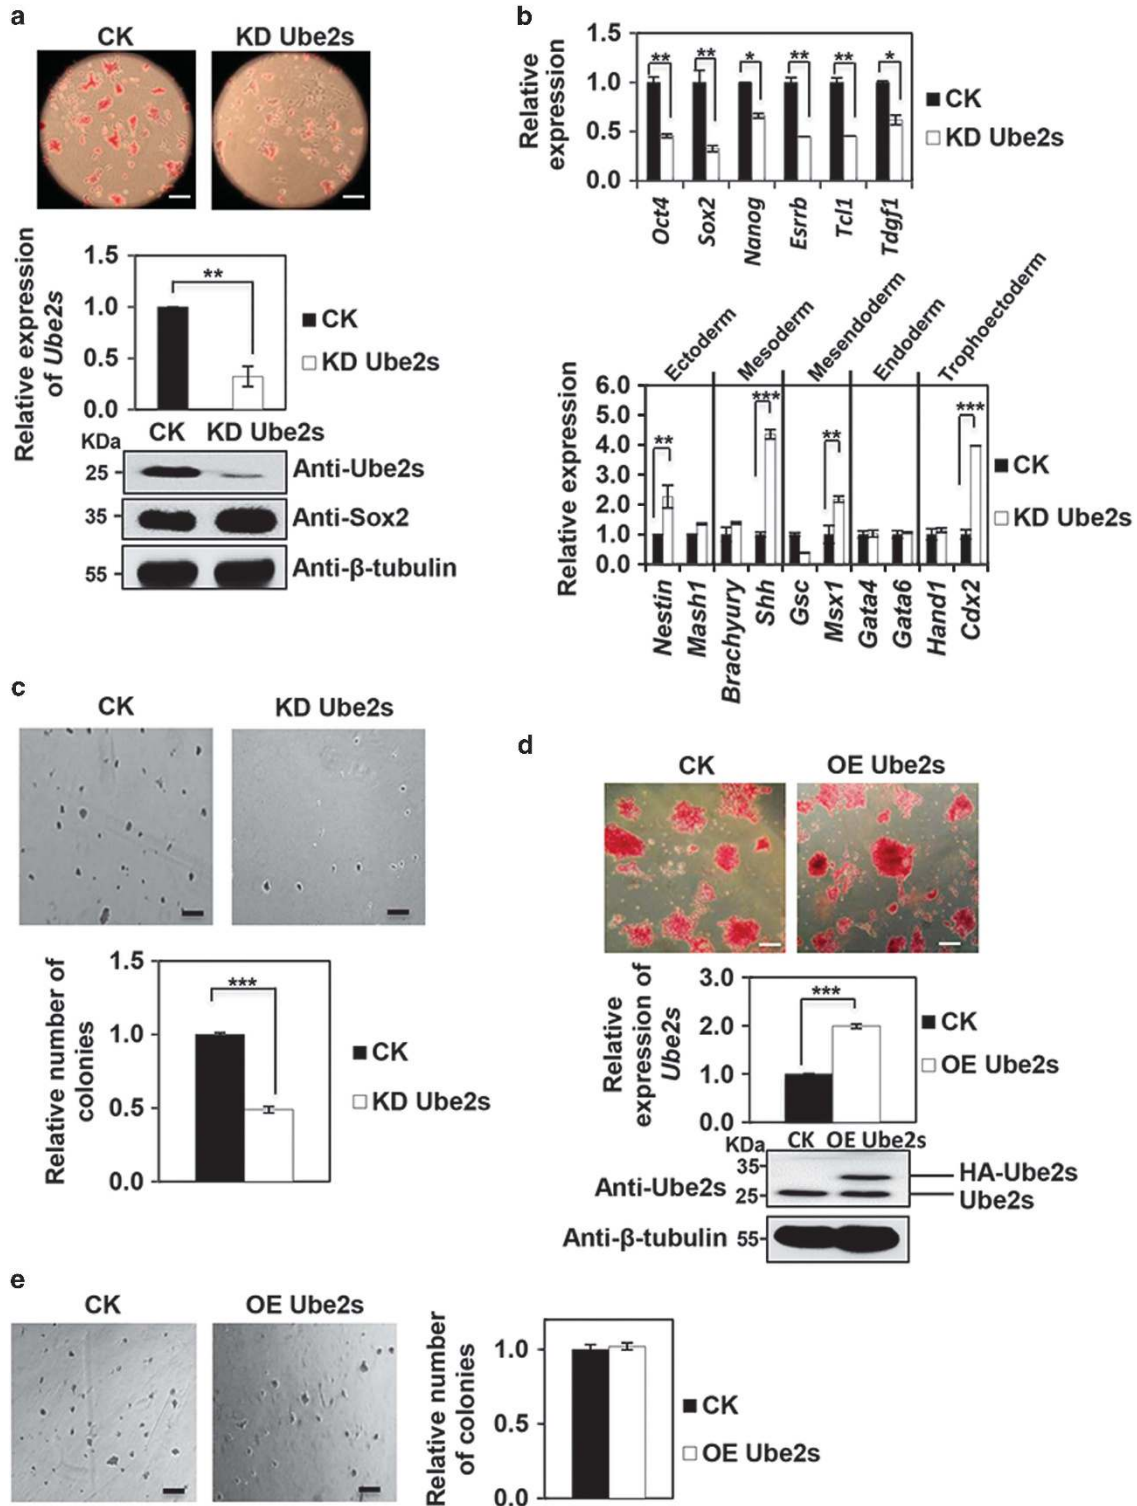 a
CK KD Ube2s
Relative expression
of Ube2s
1.5
1.0
0.5
0.0
**
CK
KD Ube2s
KDa CK KD Ube2s
25 Anti-Ube2s
35 Anti-Sox2
55 Anti-β-tubulin
b
Relative
expression
1.5
1.0
0.5
0.0
** ** * ** ** *
CK
KD Ube2s
Oct4 Sox2 Nanog Esrrb Tcl1 Tdgf1
Ectoderm Mesoderm Mesendoderm Endoderm Trophoectoderm
Relative expression
6.0
5.0
4.0
3.0
2.0
1.0
0.0
** *** ** ***
CK
KD Ube2s
Nestin Mash1 Brachyury Shh Gsc Msx1 Gata4 Gata6 Hand1 Cdx2
c
CK KD Ube2s
Relative number of
colonies
1.5
1.0
0.5
0.0
***
CK
KD Ube2s
d
CK OE Ube2s
Relative
expression of
Ube2s
3.0
2.0
1.0
0.0
***
CK
OE Ube2s
KDa CK OE Ube2s
35
25
Anti-Ube2s
HA-Ube2s
Ube2s
Anti-β-tubulin 55
e
CK OE Ube2s
Relative number
of colonies
1.0
0.5
0.0
CK
OE Ube2s